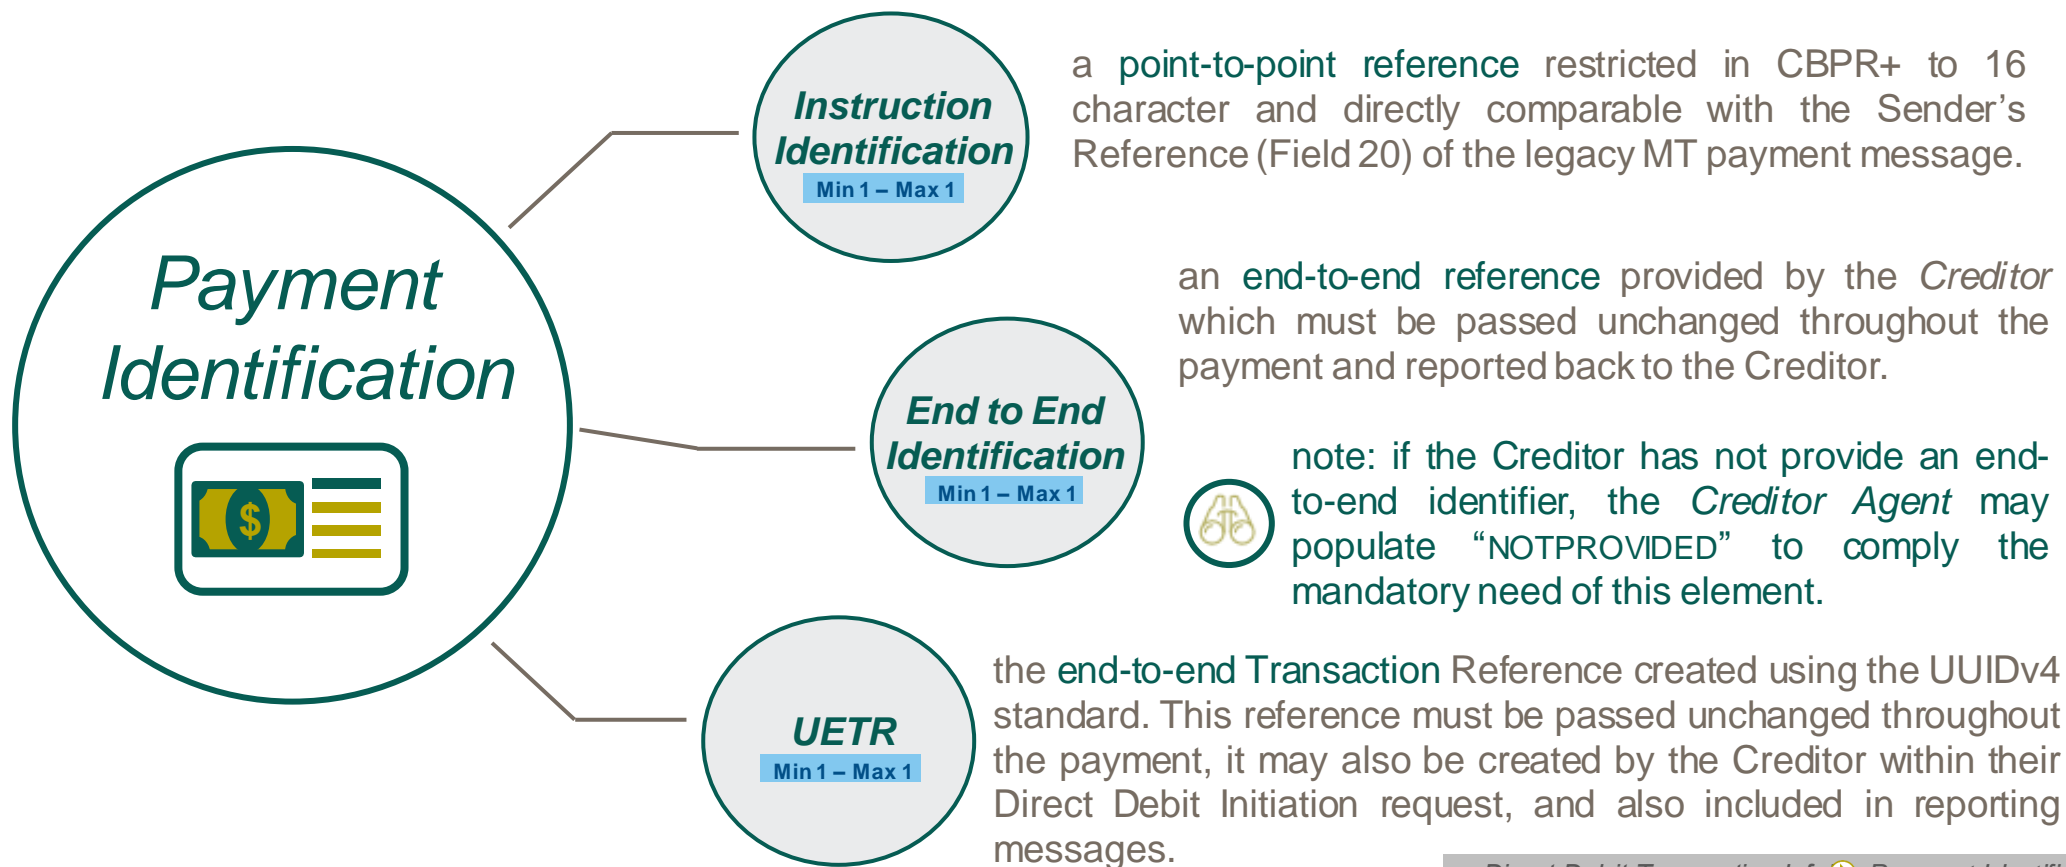 Payment
Identification
$
Instruction
Identification
Min 1 – Max 1
a point-to-point reference restricted in CBPR+ to 16
character and directly comparable with the Sender’s
Reference (Field 20) of the legacy MT payment message.
End to End
Identification
Min 1 – Max 1
an end-to-end reference provided by the Creditor
which must be passed unchanged throughout the
payment and reported back to the Creditor.
note: if the Creditor has not provide an end-
to-end identifier, the Creditor Agent may
populate “NOTPROVIDED” to comply the
mandatory need of this element.
UETR
Min 1 – Max 1
the end-to-end Transaction Reference created using the UUIDv4
standard. This reference must be passed unchanged throughout
the payment, it may also be created by the Creditor within their
Direct Debit Initiation request, and also included in reporting
messages.
Direct Debit Transaction Inf